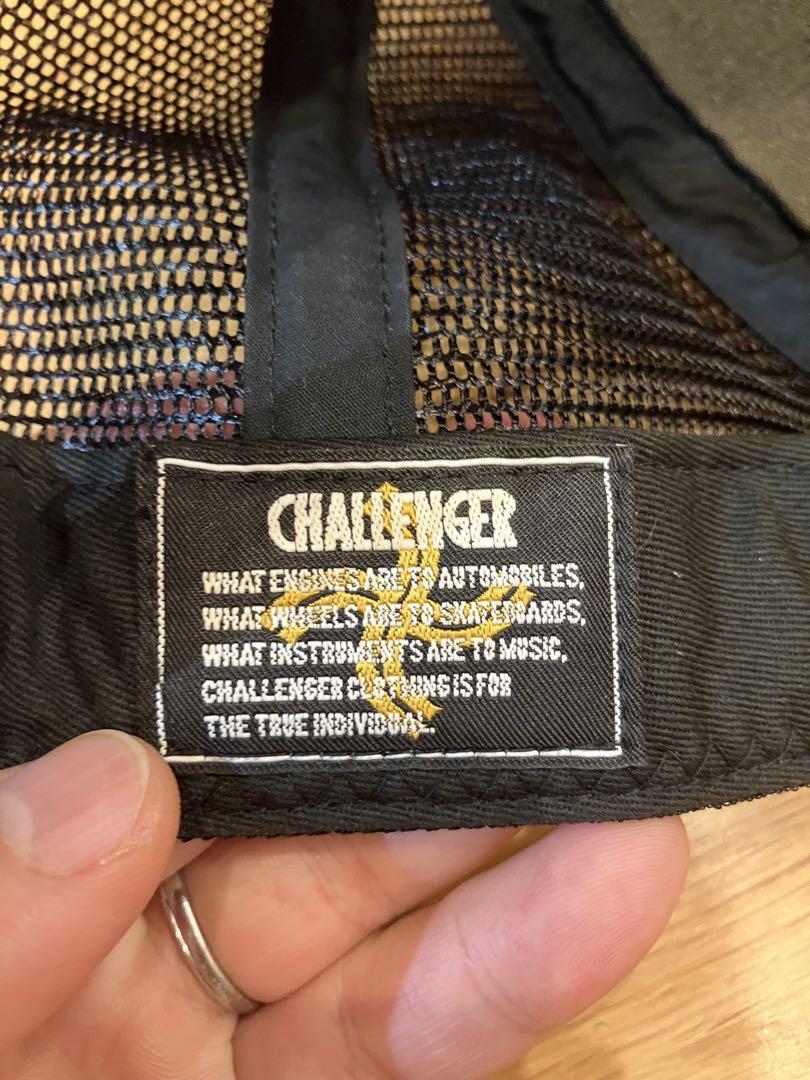 CHALLENGER
WHAT ENGINES ARE TO AUTOMOBILES,
WHAT WHEELS ARE TO SKATEBOARDS,
WHAT INSTRUMENTS ARE TO MUSIC,
CHALLENGER CLOTHING IS FOR
THE TRUE INDIVIDUAL.